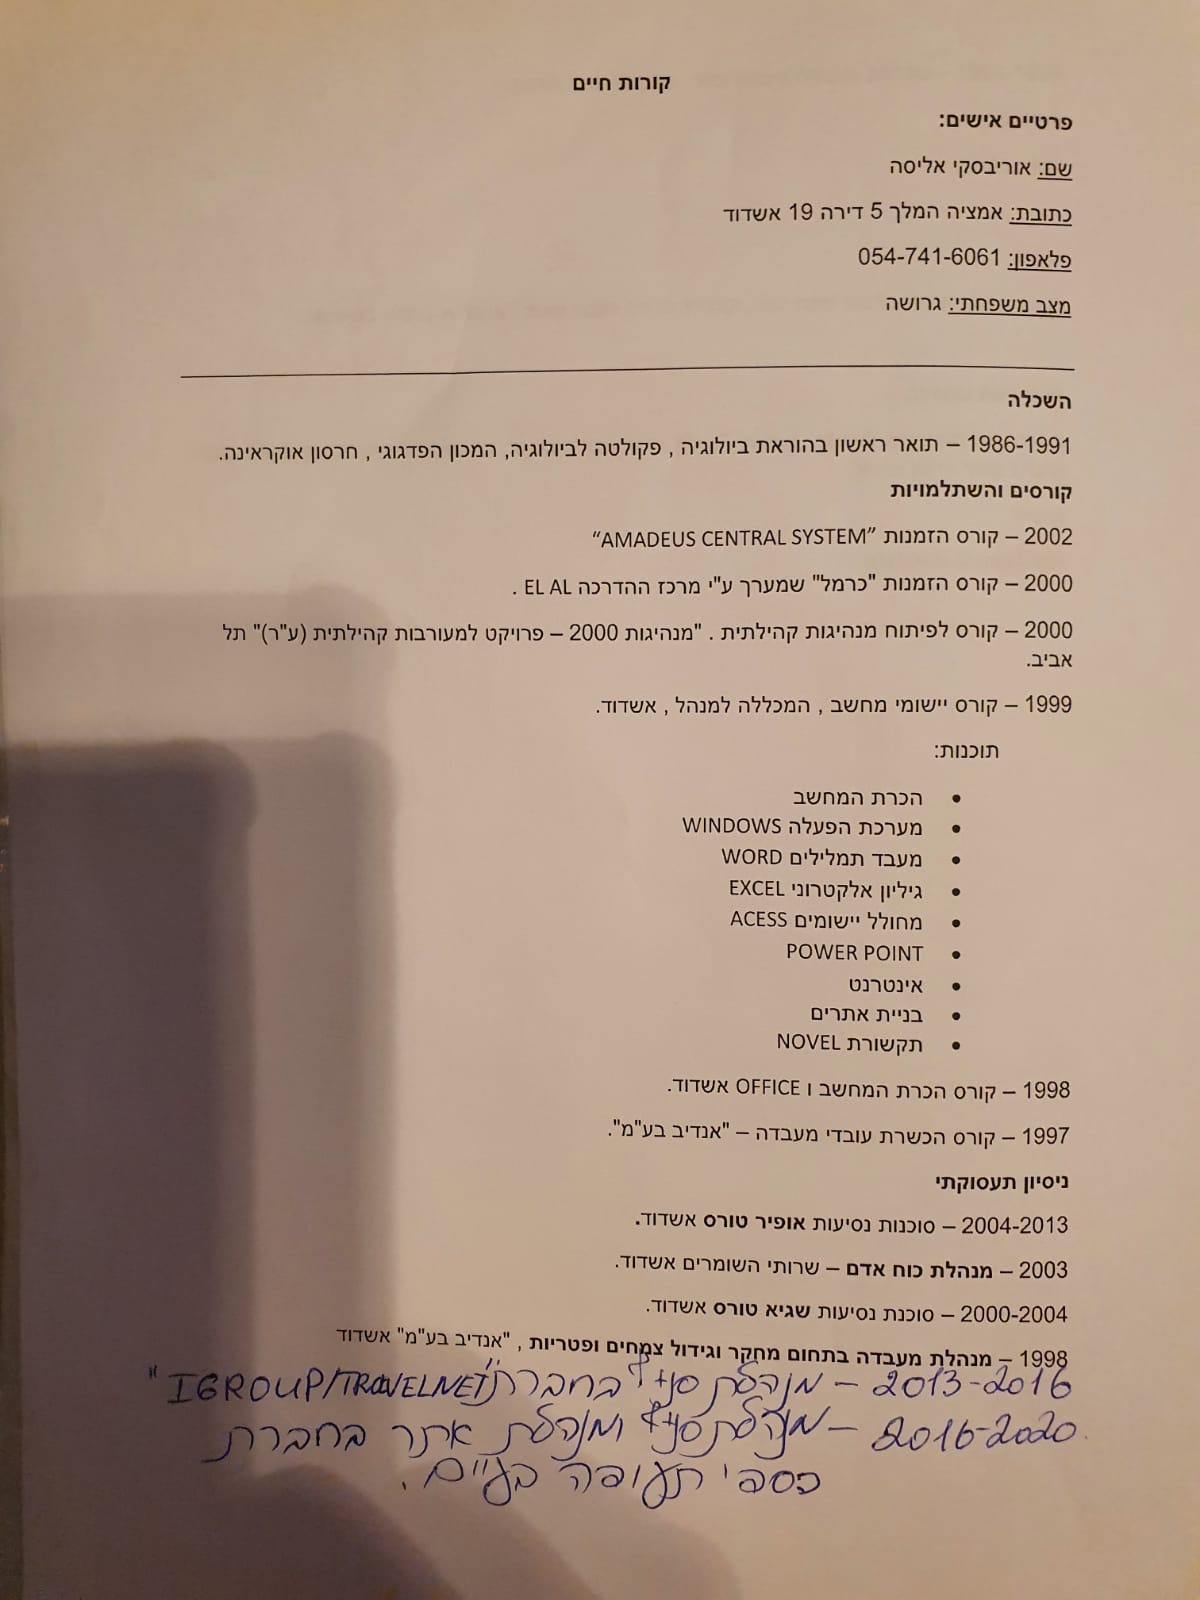 קורות חיים
פרטיים אישים:
שם: אוריבסקי אליסה
כתובת: אמציה המלך 5 דירה 19 אשדוד
פלאפון: 054-741-6061
מצב משפחתי: גרושה
השכלה
1986-1991 – תואר ראשון בהוראת ביולוגיה , פקולטה לביולוגיה, המכון הפדגוגי , חרסון אוקראינה.
קורסים והשתלמויות
2002 – קורס הזמנות "AMADEUS CENTRAL SYSTEM"
2000 – קורס הזמנות "כרמל" שמערך ע"י מרכז ההדרכה EL AL .
2000 – קורס לפיתוח מנהיגות קהילתית . "מנהיגות 2000 – פרויקט למעורבות קהילתית (ע"ר)" תל
אביב.
1999 – קורס יישומי מחשב , המכללה למנהל , אשדוד.
תוכנות:
• הכרת המחשב
• מערכת הפעלה WINDOWS
• מעבד תמלילים WORD
• גיליון אלקטרוני EXCEL
• מחולל יישומים ACESS
• POWER POINT
• אינטרנט
• בניית אתרים
• תקשורת NOVEL
1998 – קורס הכרת המחשב ו OFFICE אשדוד.
1997 – קורס הכשרת עובדי מעבדה – "אנדיב בע"מ".
ניסיון תעסוקתי
2004-2013 – סוכנות נסיעות אופיר טורס אשדוד.
2003 – מנהלת כוח אדם – שרותי השומרים אשדוד.
2000-2004 – סוכנת נסיעות שגיא טורס אשדוד.
1998 – מנהלת מעבדה בתחום מחקר וגידול צמחים ופטריות , "אנדיב בע"מ" אשדוד
2013-2016 – מנהלת סניף בחברת "IGROUP/TRAVELNET"
2016-2020 – מנהלת סניף ומנהלת אתר בחברת
כספי תעופה בע"מ.